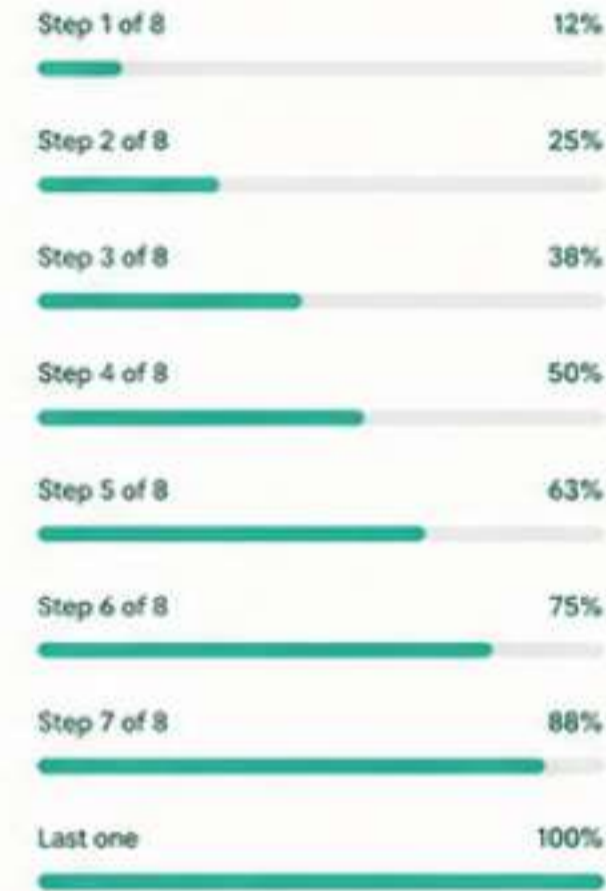 Step 1 of 8 12%
Step 2 of 8 25%
Step 3 of 8 38%
Step 4 of 8 50%
Step 5 of 8 63%
Step 6 of 8 75%
Step 7 of 8 88%
Last one 100%